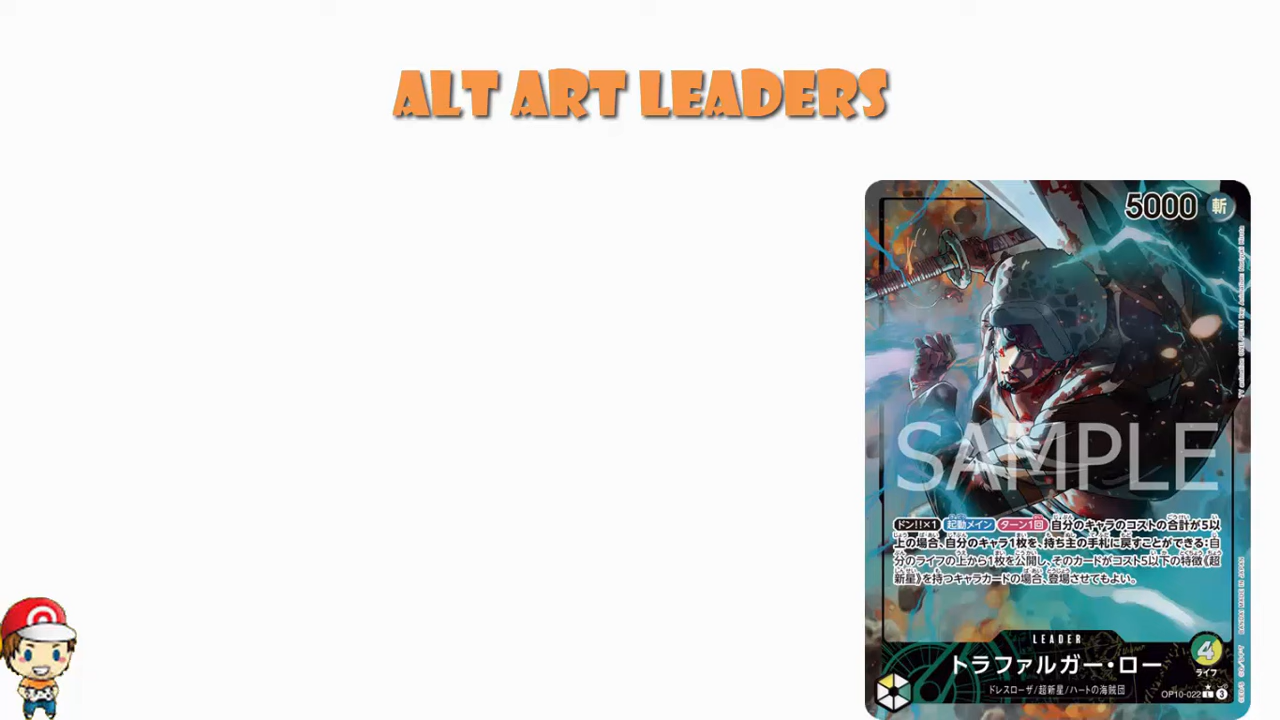 ALT ART LEADERS
5000 斬
SAMPLE
ドン!!×1 起動メイン ターン1回 自分のキャラのコストの合計が5以
上の場合、自分のキャラ1枚を、持ち主の手札に戻すことができる:自
分のライフの上から1枚を公開し、そのカードがコスト5以下の特徴《超
新星》を持つキャラカードの場合、登場させてもよい。
LEADER
トラファルガー・ロー
4
ライフ
ドレスローザ/超新星/ハートの海賊団
OP10-022 L 3
BANDAI MADE IN JAPAN